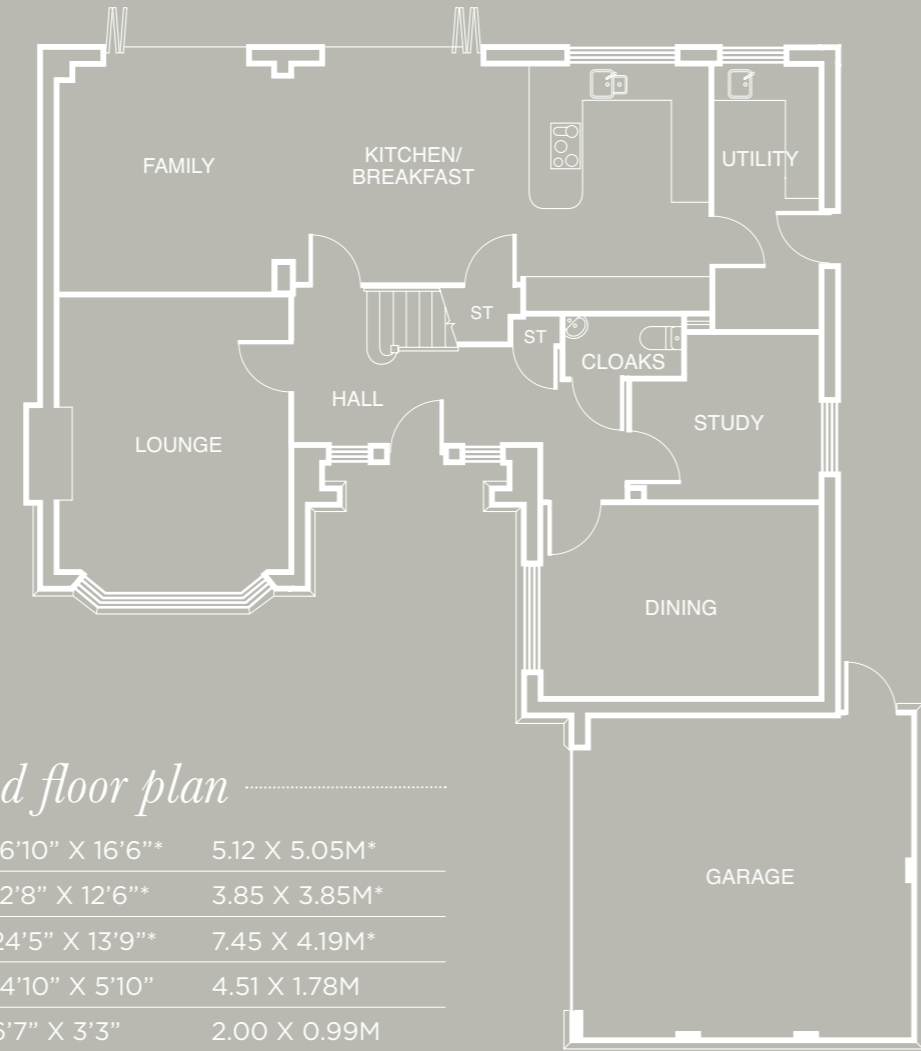 FAMILY
KITCHEN/
BREAKFAST
UTILITY
ST
ST
CLOAKS
HALL
STUDY
LOUNGE
DINING
GARAGE
d floor plan
6’10” X 16’6”* 5.12 X 5.05M*
2’8” X 12’6”* 3.85 X 3.85M*
24’5” X 13’9”* 7.45 X 4.19M*
4’10” X 5’10” 4.51 X 1.78M
6’7” X 3’3” 2.00 X 0.99M